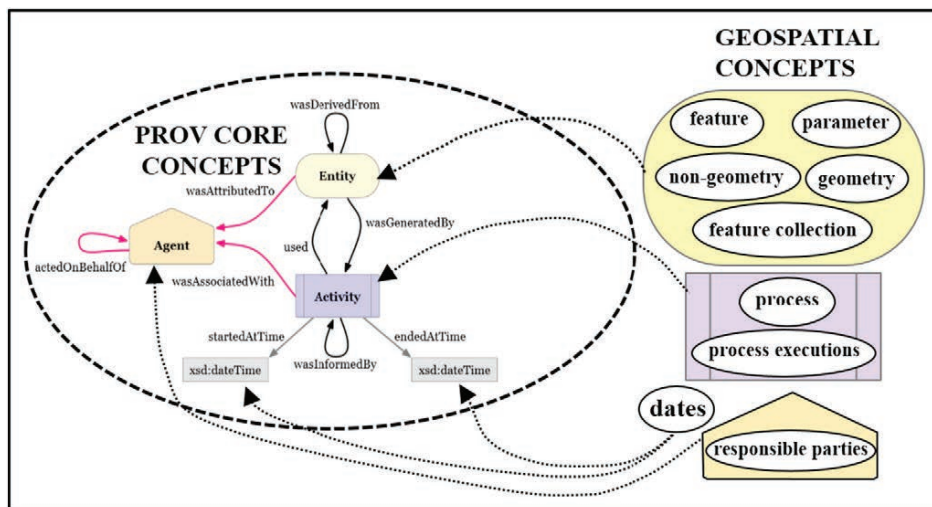 GEOSPATIAL
CONCEPTS
PROV CORE
CONCEPTS
wasDerivedFrom
Entity
wasAttributedTo
wasGeneratedBy
used
Agent
actedOnBehalfOf
wasAssociatedWith
Activity
startedAtTime
endedAtTime
wasInformedBy
xsd:dateTime
xsd:dateTime
feature
parameter
non-geometry
geometry
feature collection
process
process executions
dates
responsible parties